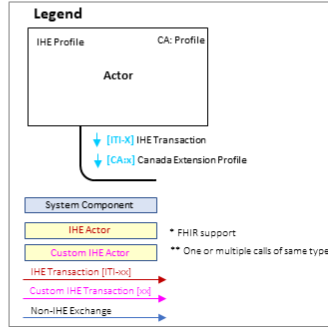 Legend
IHE Profile
CA: Profile
Actor
[ITI-X] IHE Transaction
[CA:x] Canada Extension Profile
System Component
IHE Actor
* FHIR support
Custom IHE Actor
** One or multiple calls of same type
IHE Transaction [ITI-xx]
Custom IHE Transaction [xx]
Non-IHE Exchange